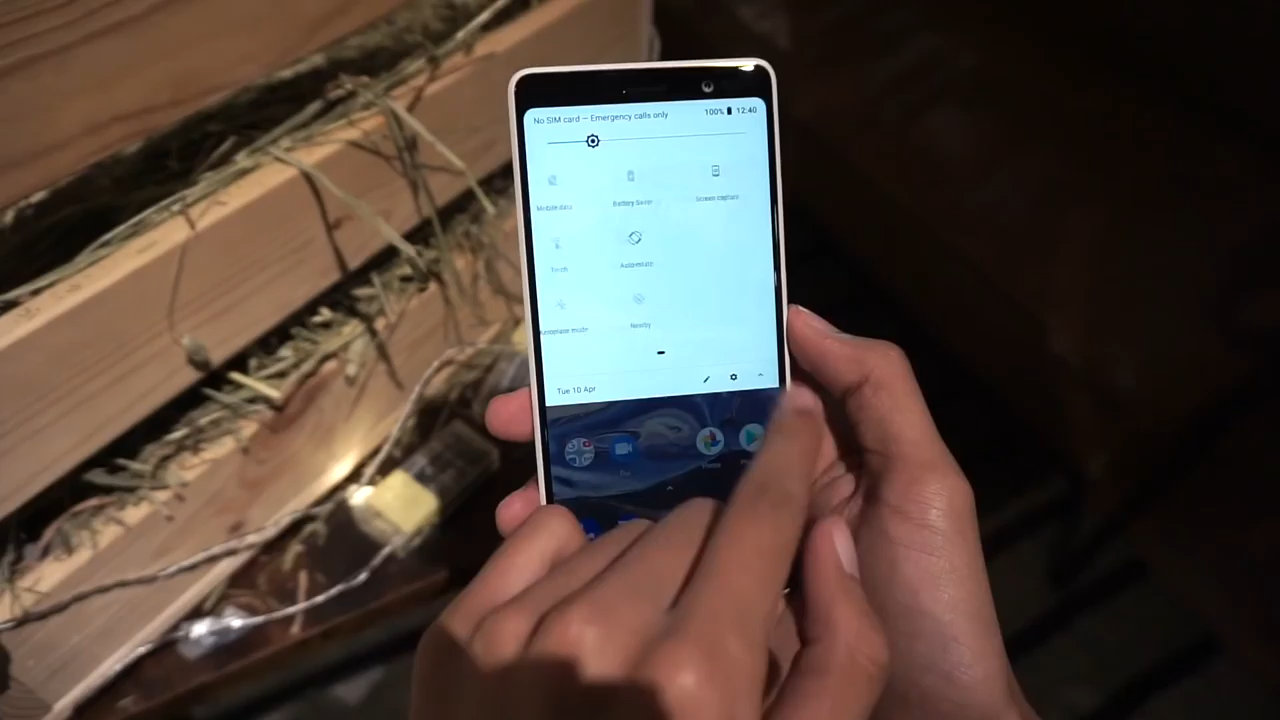 No SIM card — Emergency calls only 100% 12:40
Mobile data Battery Saver Screen capture
Torch Auto-rotate
Aeroplane mode Nearby
Tue 10 Apr
Duo